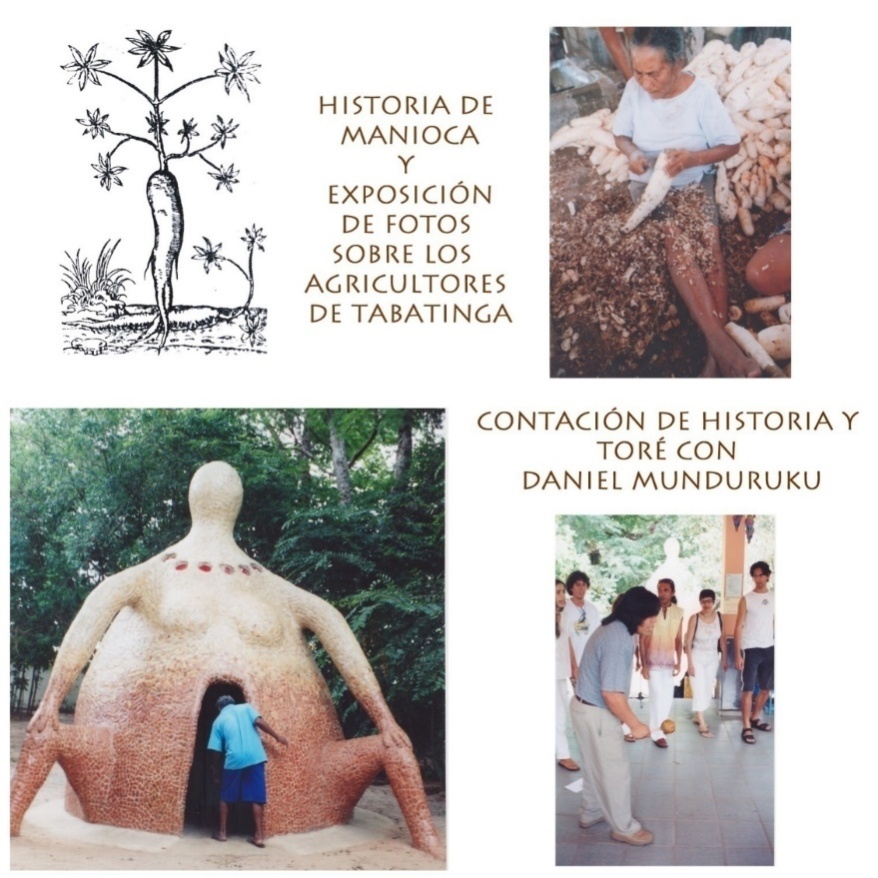 HISTORIA DE
MANIOCA
Y
EXPOSICIÓN
DE FOTOS
SOBRE LOS
AGRICULTORES
DE TABATINGA
CONTACIÓN DE HISTORIA Y
TORÉ CON
DANIEL MUNDURUKU